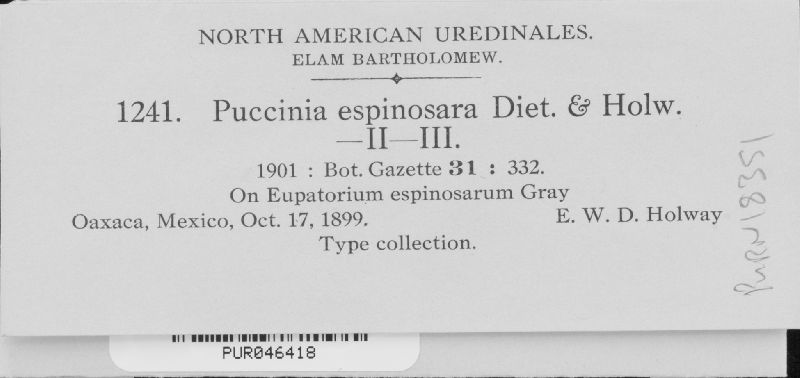 NORTH AMERICAN UREDINALES.
ELAM BARTHOLOMEW.
1241. Puccinia espinosara Diet. & Holw.
—II—III.
1901 : Bot. Gazette 31 : 332.
On Eupatorium espinosarum Gray
Oaxaca, Mexico, Oct. 17, 1899. E. W. D. Holway
Type collection.
PURN18351
PUR046418